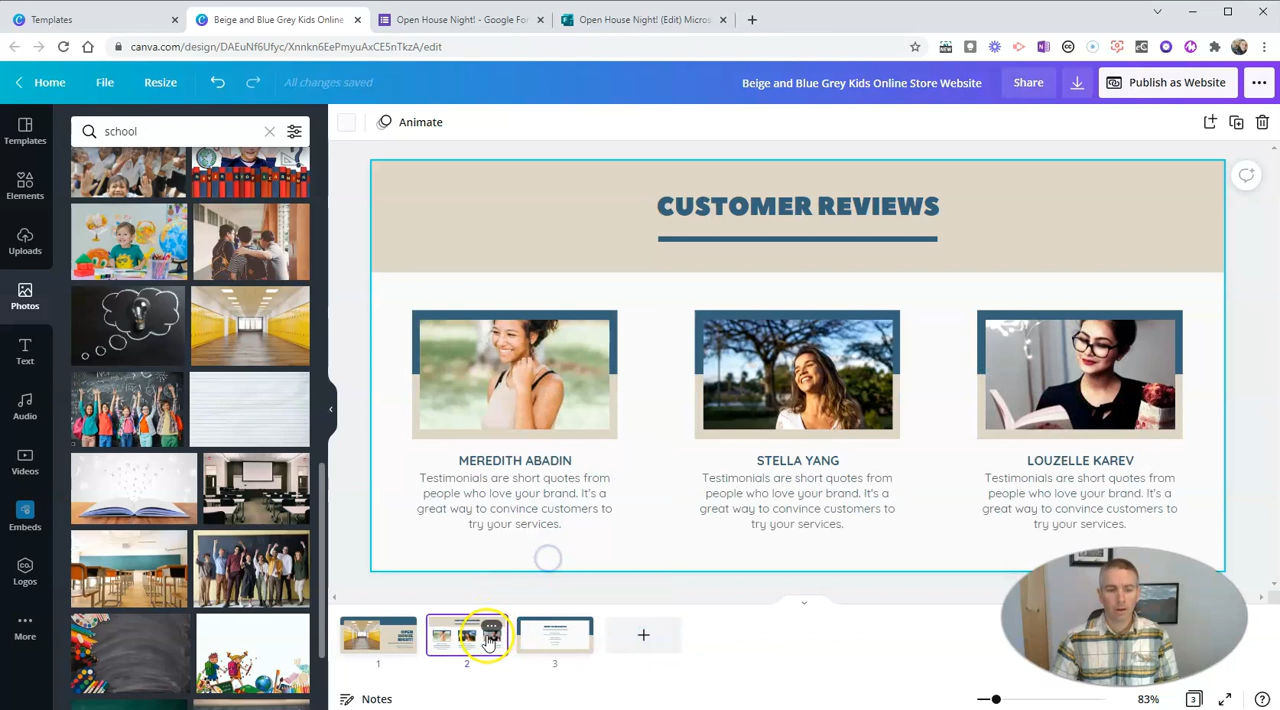 Templates
Beige and Blue Grey Kids Online
Open House Night! - Google For
Open House Night! (Edit) Micros
canva.com/design/DAEuNf6Ufyc/Xnnkn6EePmyuAxCE5nTkzA/edit
Home
File
Resize
All changes saved
Beige and Blue Grey Kids Online Store Website
Share
Publish as Website
Templates
Elements
Uploads
Photos
Text
Audio
Videos
Embeds
Logos
More
school
Animate
CUSTOMER REVIEWS
MEREDITH ABADIN
Testimonials are short quotes from
people who love your brand. It's a
great way to convince customers to
try your services.
STELLA YANG
Testimonials are short quotes from
people who love your brand. It's a
great way to convince customers to
try your services.
LOUZELLE KAREV
Testimonials are short quotes from
people who love your brand. It's a
great way to convince customers to
try your services.
1
2
3
Notes
83%
3